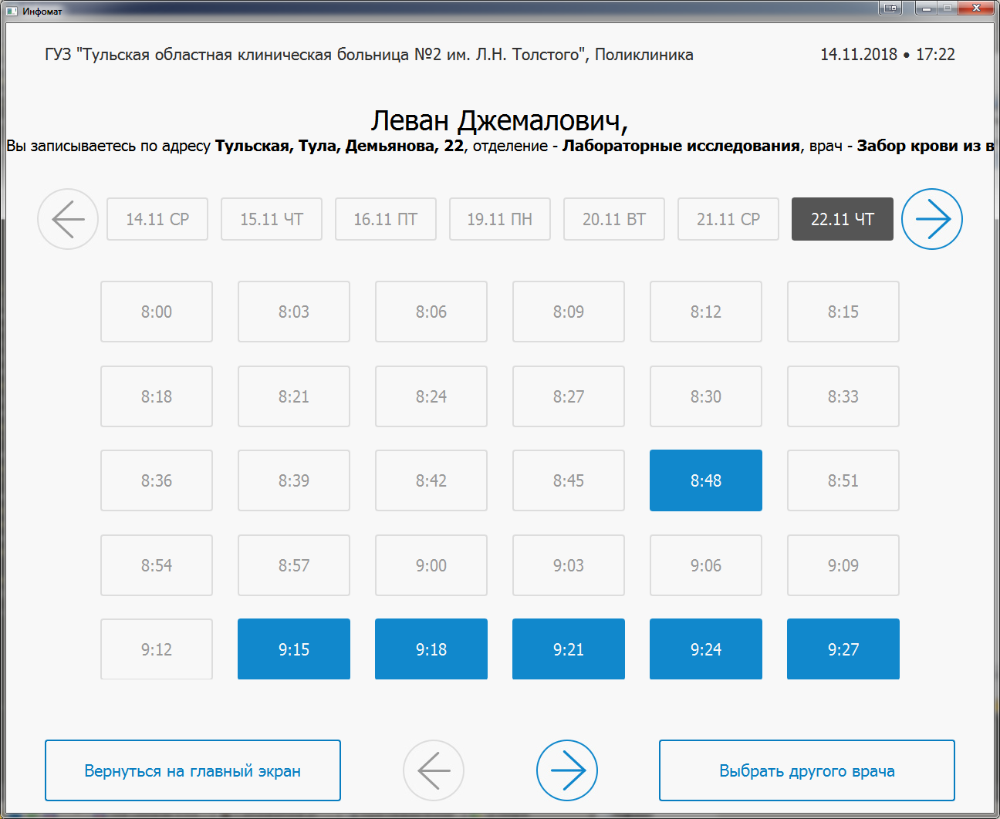 Инфомат
ГУЗ "Тульская областная клиническая больница №2 им. Л.Н. Толстого", Поликлиника 14.11.2018 • 17:22
Леван Джемалович,
Вы записываетесь по адресу Тульская, Тула, Демьянова, 22, отделение - Лабораторные исследования, врач - Забор крови из в
14.11 СР 15.11 ЧТ 16.11 ПТ 19.11 ПН 20.11 ВТ 21.11 СР 22.11 ЧТ
8:00 8:03 8:06 8:09 8:12 8:15
8:18 8:21 8:24 8:27 8:30 8:33
8:36 8:39 8:42 8:45 8:48 8:51
8:54 8:57 9:00 9:03 9:06 9:09
9:12 9:15 9:18 9:21 9:24 9:27
Вернуться на главный экран Выбрать другого врача